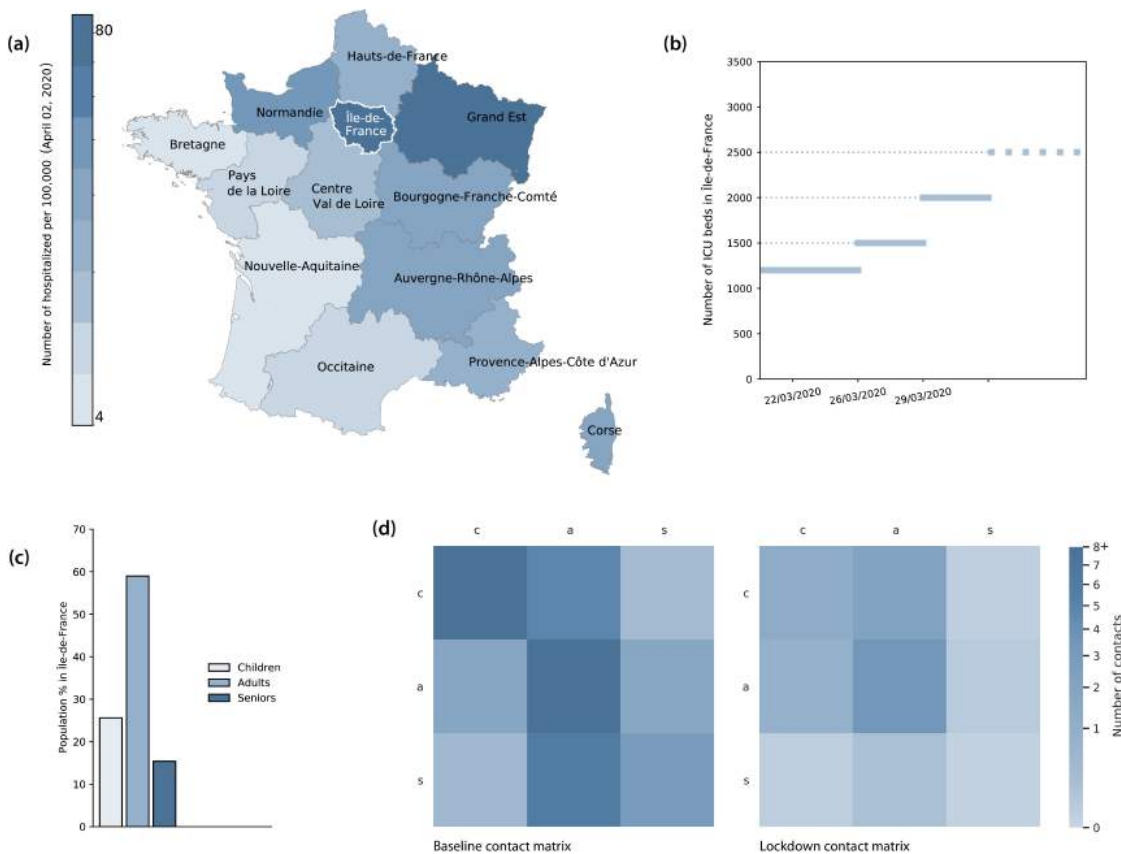 (a)
80
4
Number of hospitalized per 100,000 (April 02, 2020)
Hauts-de-France
Normandie
Île-de-
France
Grand Est
Bretagne
Pays
de la Loire
Centre
Val de Loire
Bourgogne-Franche-Comté
Nouvelle-Aquitaine
Auvergne-Rhône-Alpes
Occitaine
Provence-Alpes-Côte d'Azur
Corse
(b)
Number of ICU beds in Île-de-France
3500
3000
2500
2000
1500
1000
500
0
22/03/2020
26/03/2020
29/03/2020
(c)
Population % in Île-de-France
70
60
50
40
30
20
10
0
Children
Adults
Seniors
(d)
c a s
c
a
s
Baseline contact matrix
c a s
c
a
s
Lockdown contact matrix
8+
7
6
5
4
3
2
1
0
Number of contacts